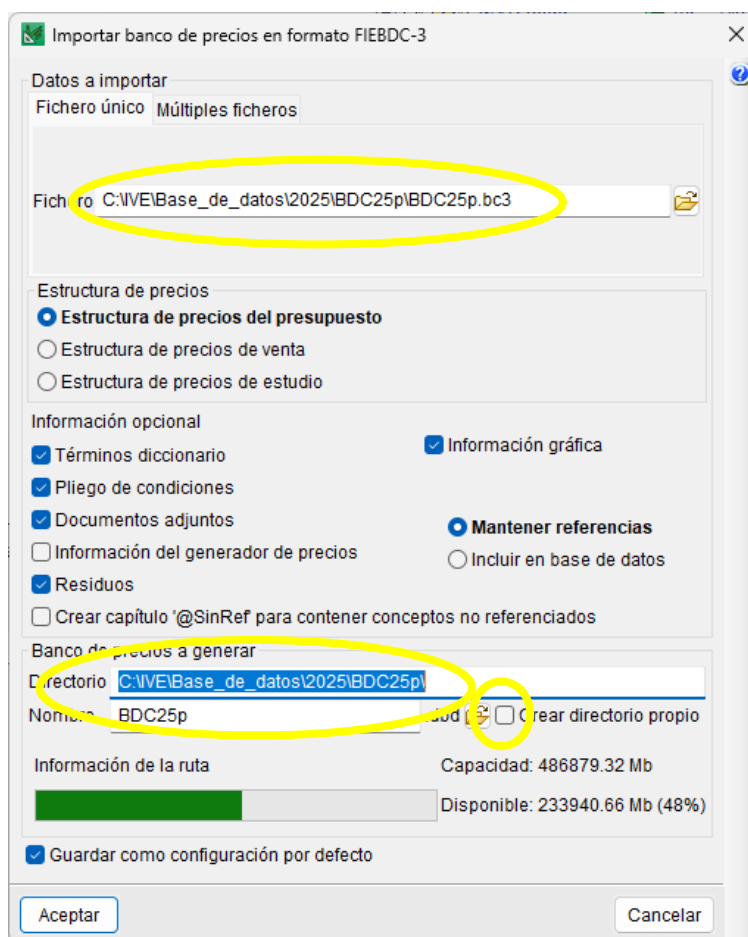 Importar banco de precios en formato FIEBDC-3
Datos a importar
Fichero único Múltiples ficheros
Fichero C:\IVE\Base_de_datos\2025\BDC25p\BDC25p.bc3
Estructura de precios
Estructura de precios del presupuesto
Estructura de precios de venta
Estructura de precios de estudio
Información opcional
Términos diccionario Información gráfica
Pliego de condiciones
Documentos adjuntos Mantener referencias
Información del generador de precios Incluir en base de datos
Residuos
Crear capítulo '@SinRef' para contener conceptos no referenciados
Banco de precios a generar
Directorio C:\IVE\Base_de_datos\2025\BDC25p\
Nombre BDC25p Crear directorio propio
Información de la ruta Capacidad: 486879.32 Mb
Disponible: 233940.66 Mb (48%)
Guardar como configuración por defecto
Aceptar Cancelar